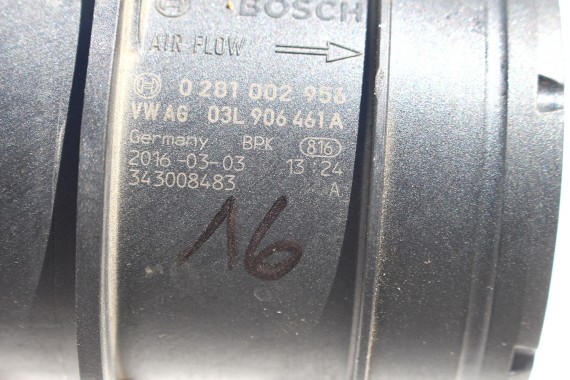 BOSCH
AIR FLOW
0 281 002 956
VW AG 03L 906 461 A
Germany BPK 816
2016-03-03 13 24
343008483 A
16